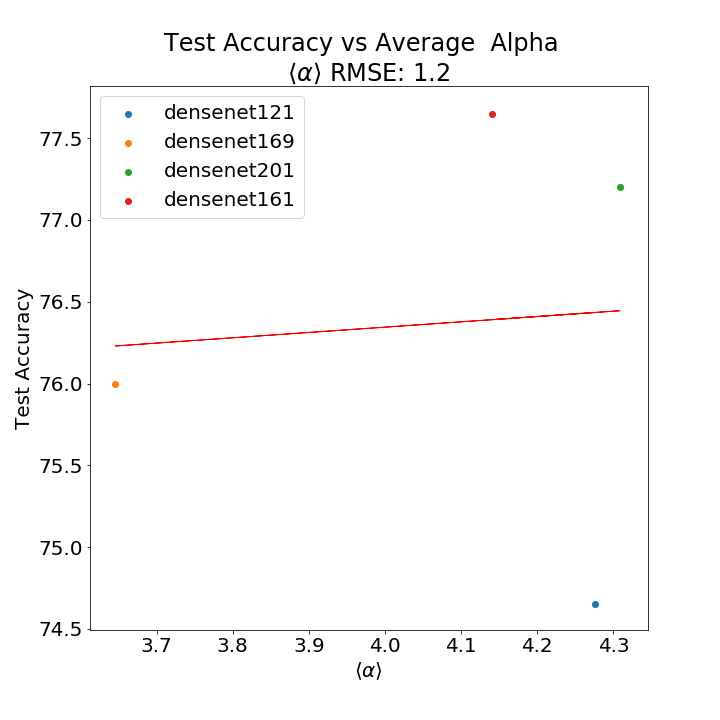 Test Accuracy vs Average  Alpha
⟨α⟩ RMSE: 1.2
densenet121
densenet169
densenet201
densenet161
77.5
77.0
76.5
76.0
75.5
75.0
74.5
Test Accuracy
3.7 3.8 3.9 4.0 4.1 4.2 4.3
⟨α⟩